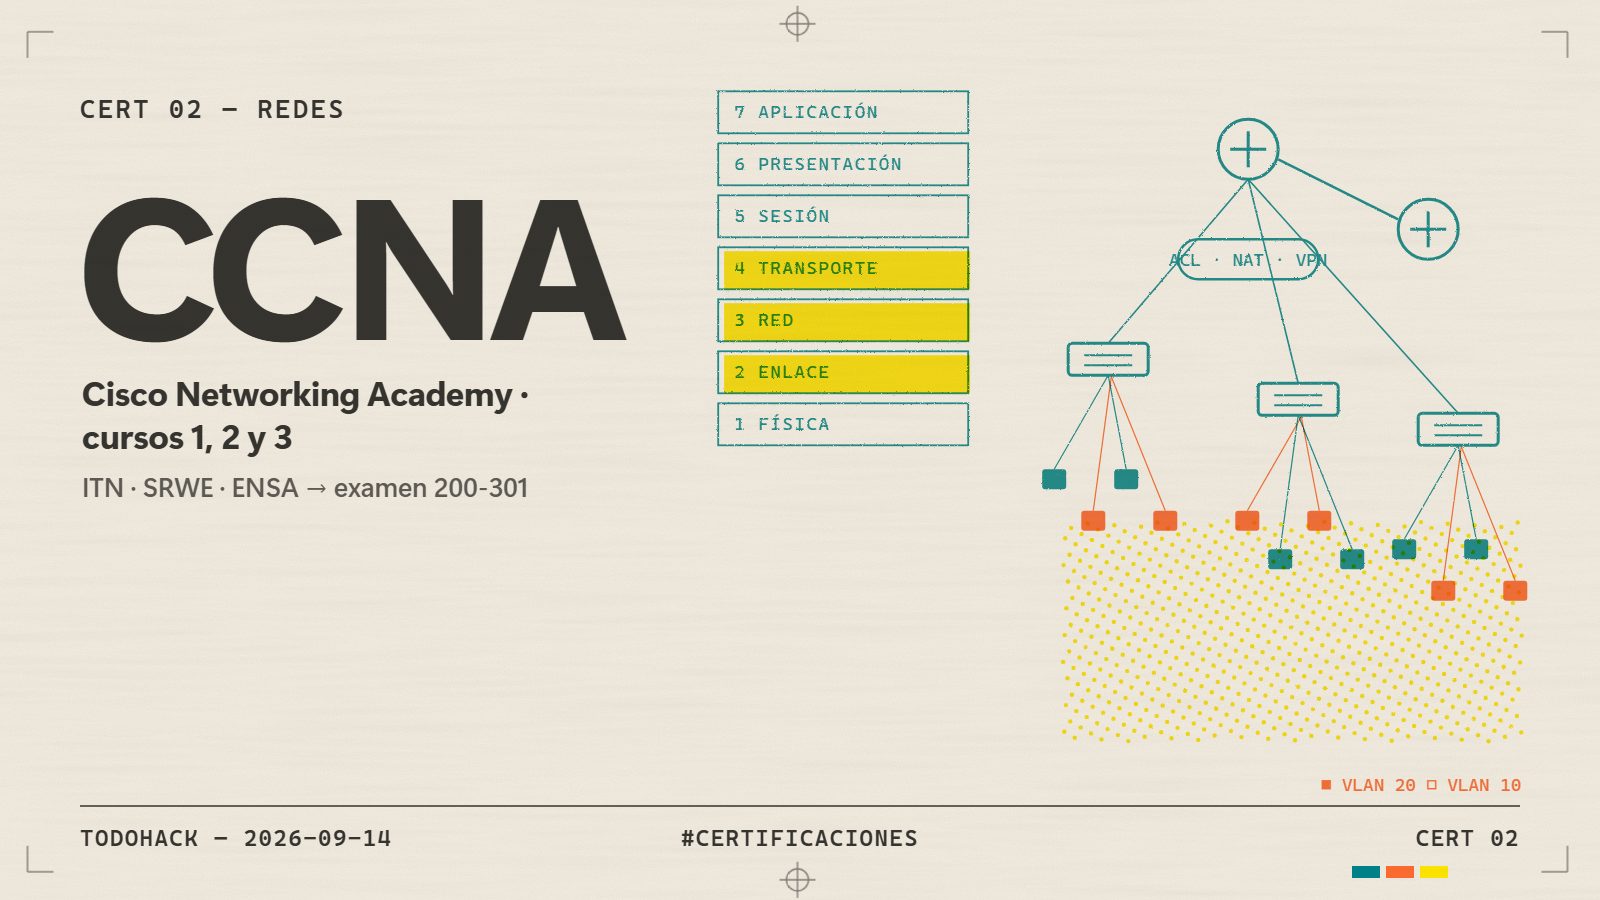 CERT 02 — REDES
CCNA
Cisco Networking Academy ·
cursos 1, 2 y 3
ITN · SRWE · ENSA → examen 200-301
7 APLICACIÓN
6 PRESENTACIÓN
5 SESIÓN
4 TRANSPORTE
3 RED
2 ENLACE
1 FÍSICA
ACL · NAT · VPN
■ VLAN 20 □ VLAN 10
TODOHACK — 2026-09-14
#CERTIFICACIONES
CERT 02